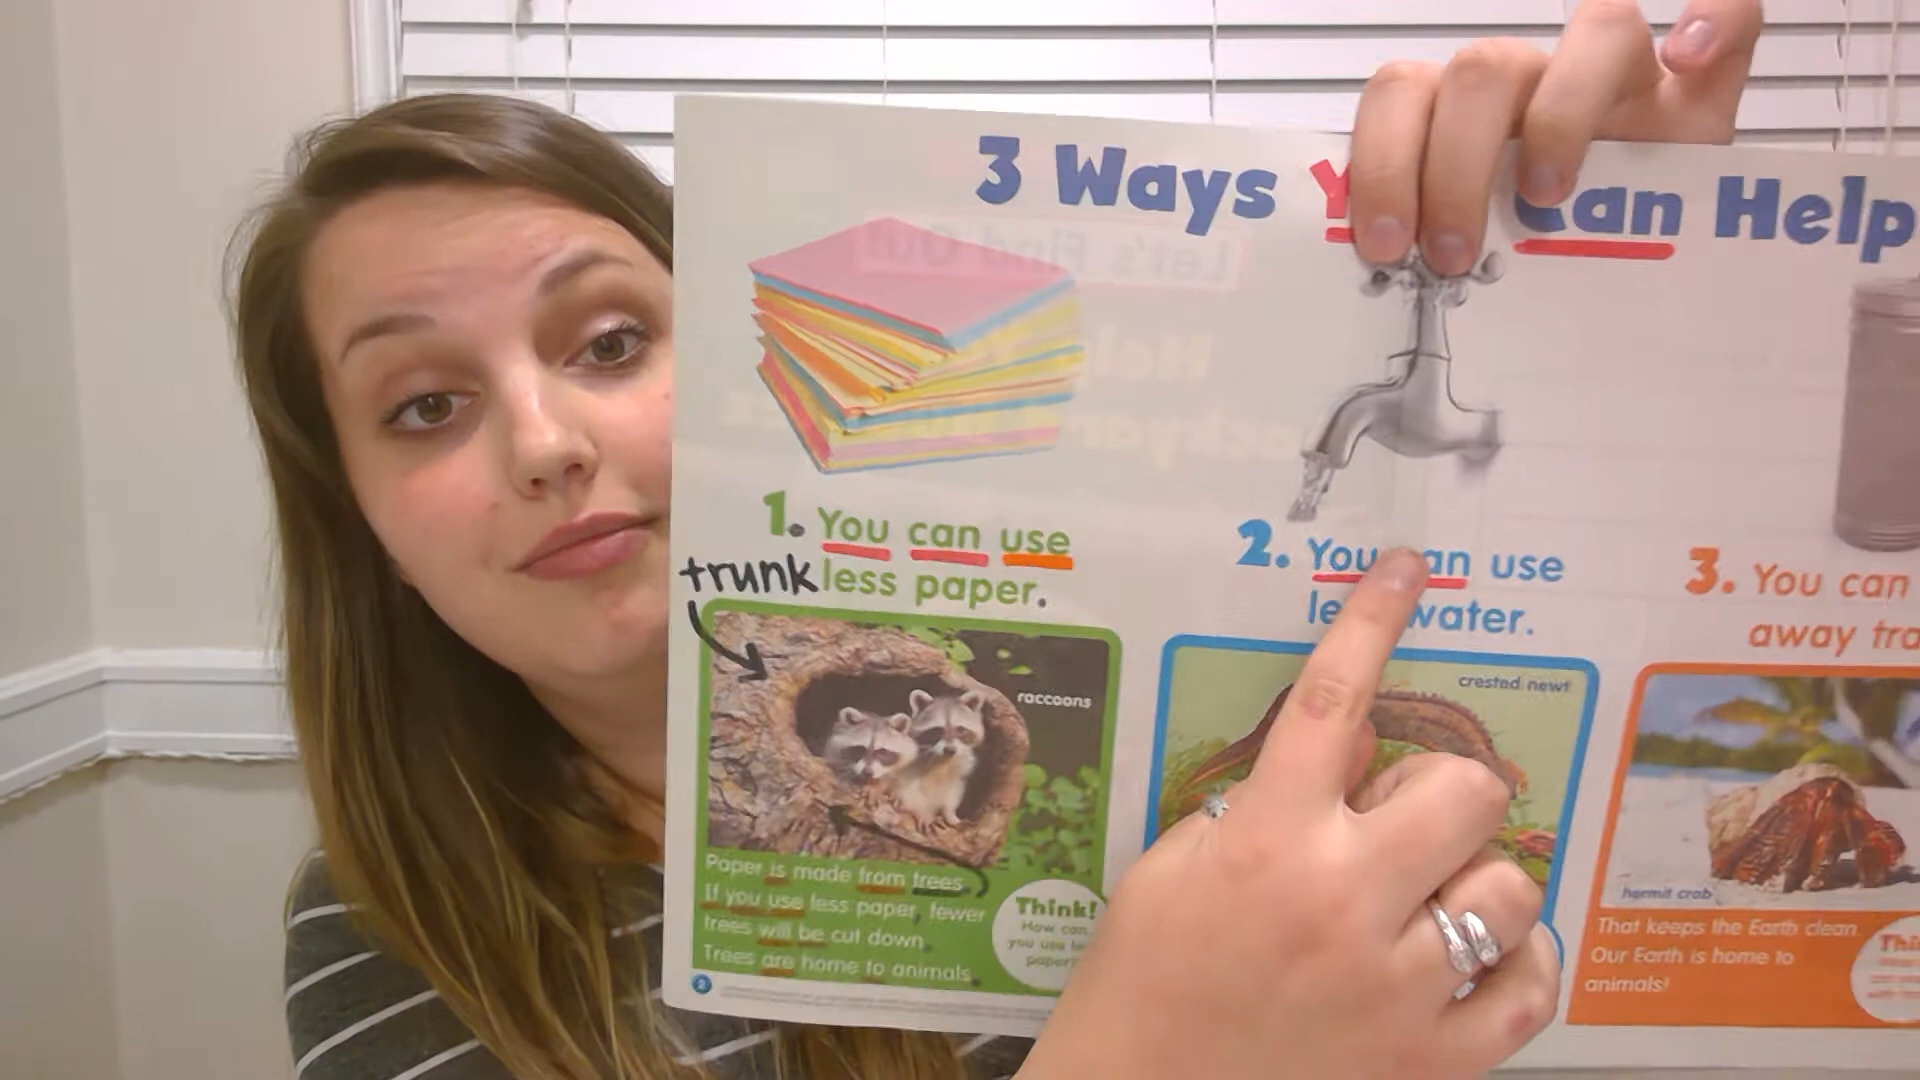 3 Ways Y Can Help
1. You can use
less paper.
trunk
raccoons
Paper is made from trees.
If you use less paper, fewer
trees will be cut down.
Trees are home to animals.
Think!
How can
you use
paper?
2
2. You can use
water.
crested newt
3. You can
away
hermit crab
That keeps the Earth clean.
Our Earth is home to
animals!